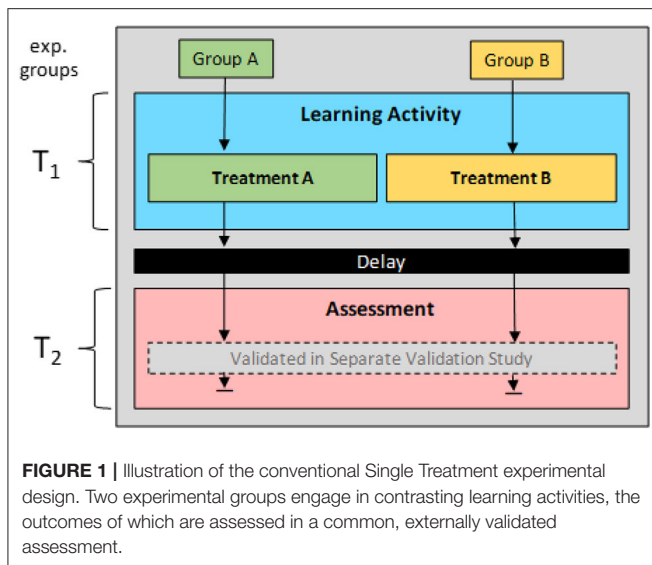 exp.
groups
Group A
Group B
Learning Activity
T₁
Treatment A
Treatment B
Delay
Assessment
T₂
Validated in Separate Validation Study
FIGURE 1 | Illustration of the conventional Single Treatment experimental
design. Two experimental groups engage in contrasting learning activities, the
outcomes of which are assessed in a common, externally validated
assessment.